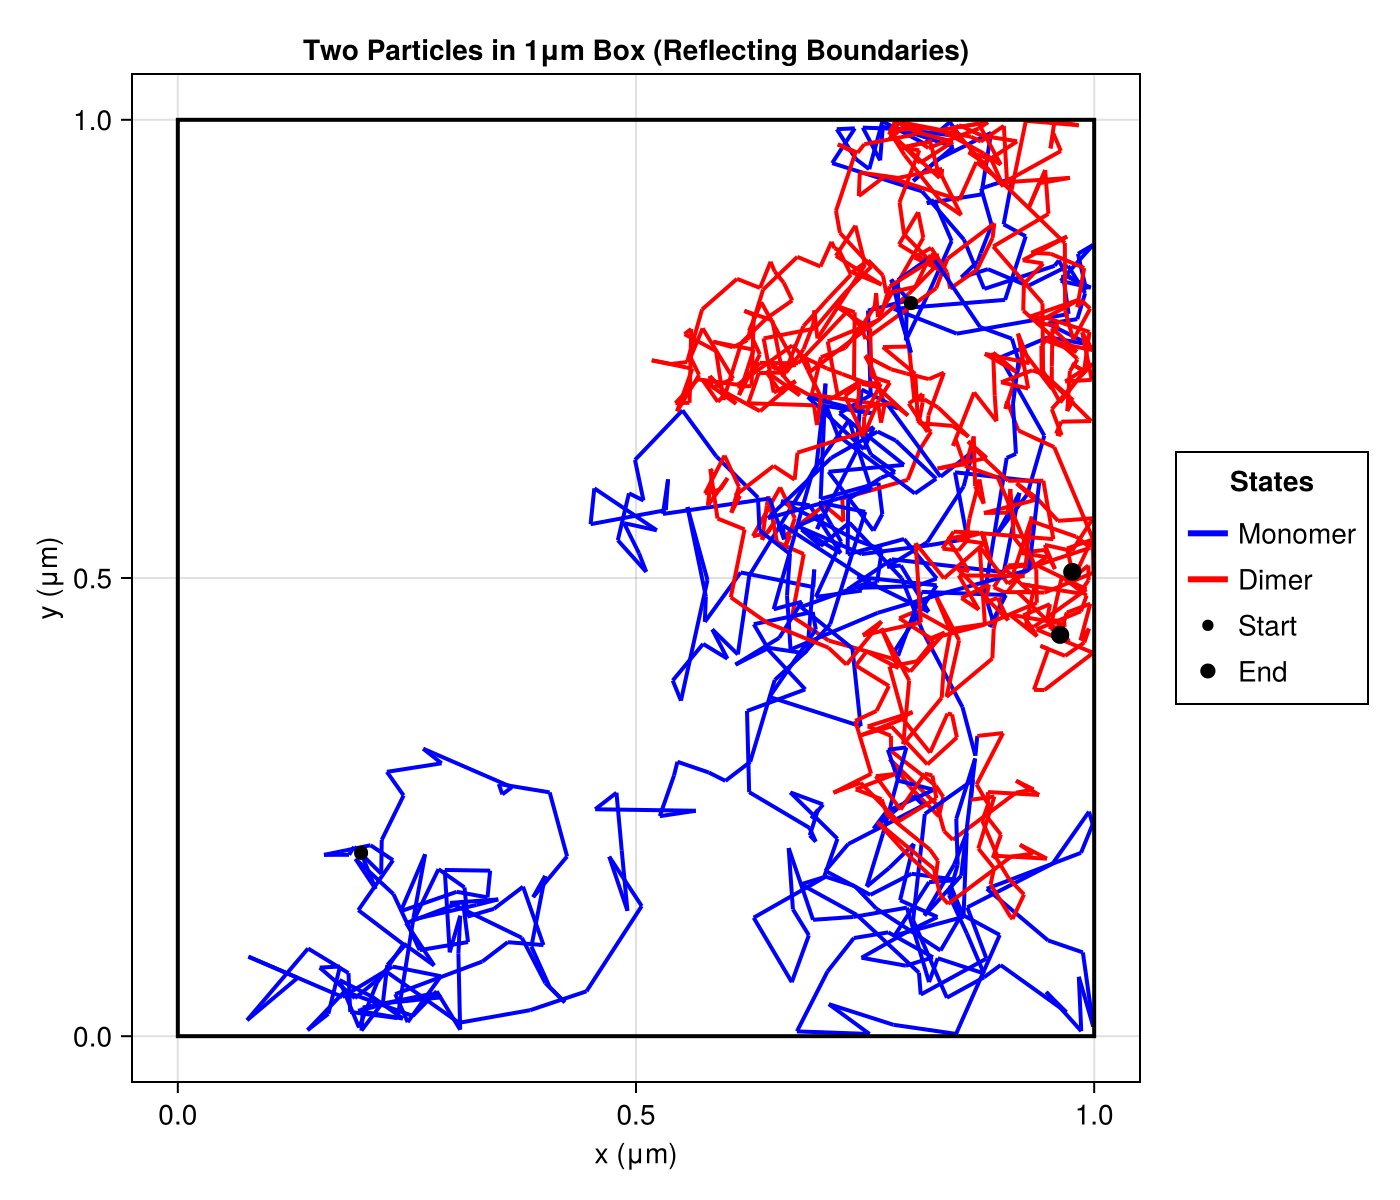 Two Particles in 1µm Box (Reflecting Boundaries)
1.0
0.5
0.0
y (µm)
0.0
0.5
1.0
x (µm)
States
Monomer
Dimer
Start
End